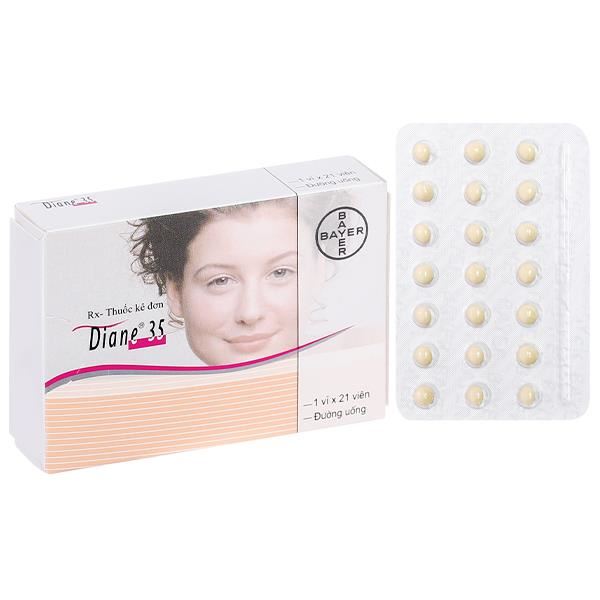 Diane® 35
1 vỉ x 21 viên
Đường uống
BAYER
BAYER
Rx- Thuốc kê đơn
Diane® 35
— 1 vỉ x 21 viên
— Đường uống